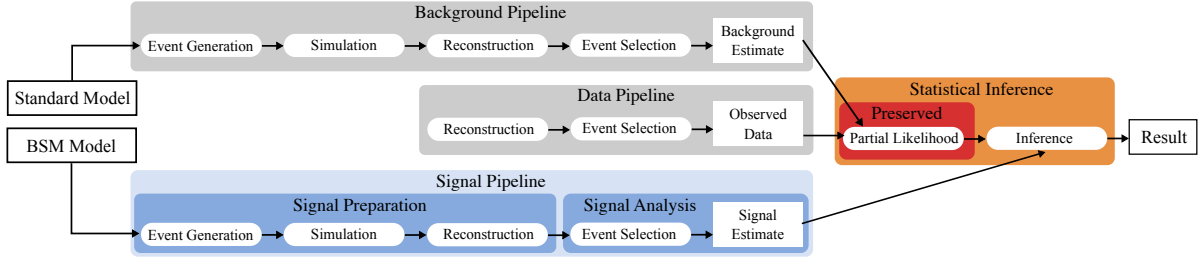 Background Pipeline
Event Generation
Simulation
Reconstruction
Event Selection
Background
Estimate
Standard Model
Data Pipeline
Reconstruction
Event Selection
Observed
Data
Statistical Inference
Preserved
Partial Likelihood
Inference
Result
BSM Model
Signal Pipeline
Signal Preparation
Event Generation
Simulation
Reconstruction
Signal Analysis
Event Selection
Signal
Estimate